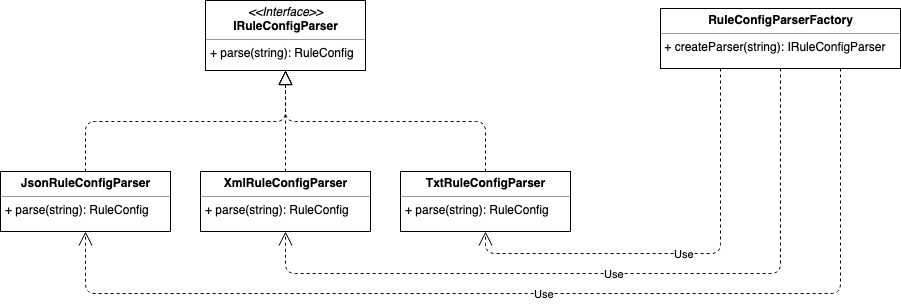 <<Interface>>
IRuleConfigParser
+ parse(string): RuleConfig
RuleConfigParserFactory
+ createParser(string): IRuleConfigParser
JsonRuleConfigParser
+ parse(string): RuleConfig
XmlRuleConfigParser
+ parse(string): RuleConfig
TxtRuleConfigParser
+ parse(string): RuleConfig
Use
Use
Use